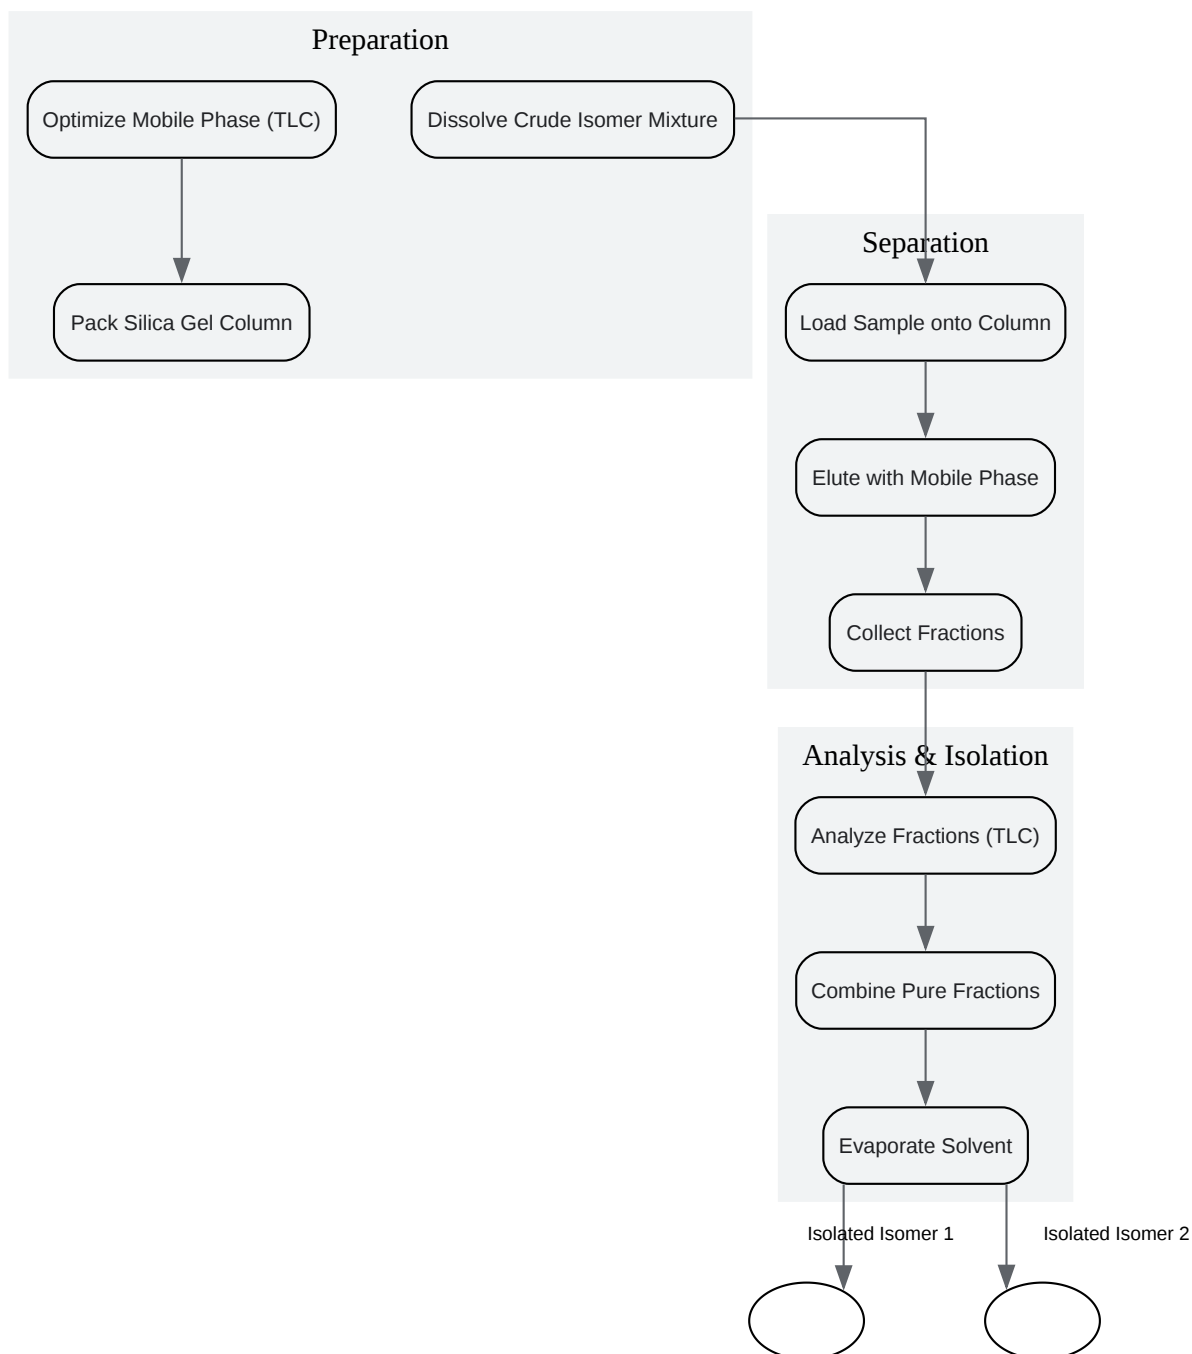 Preparation
Optimize Mobile Phase (TLC)
Dissolve Crude Isomer Mixture
Pack Silica Gel Column
Separation
Load Sample onto Column
Elute with Mobile Phase
Collect Fractions
Analysis & Isolation
Analyze Fractions (TLC)
Combine Pure Fractions
Evaporate Solvent
Isolated Isomer 1
Isolated Isomer 2